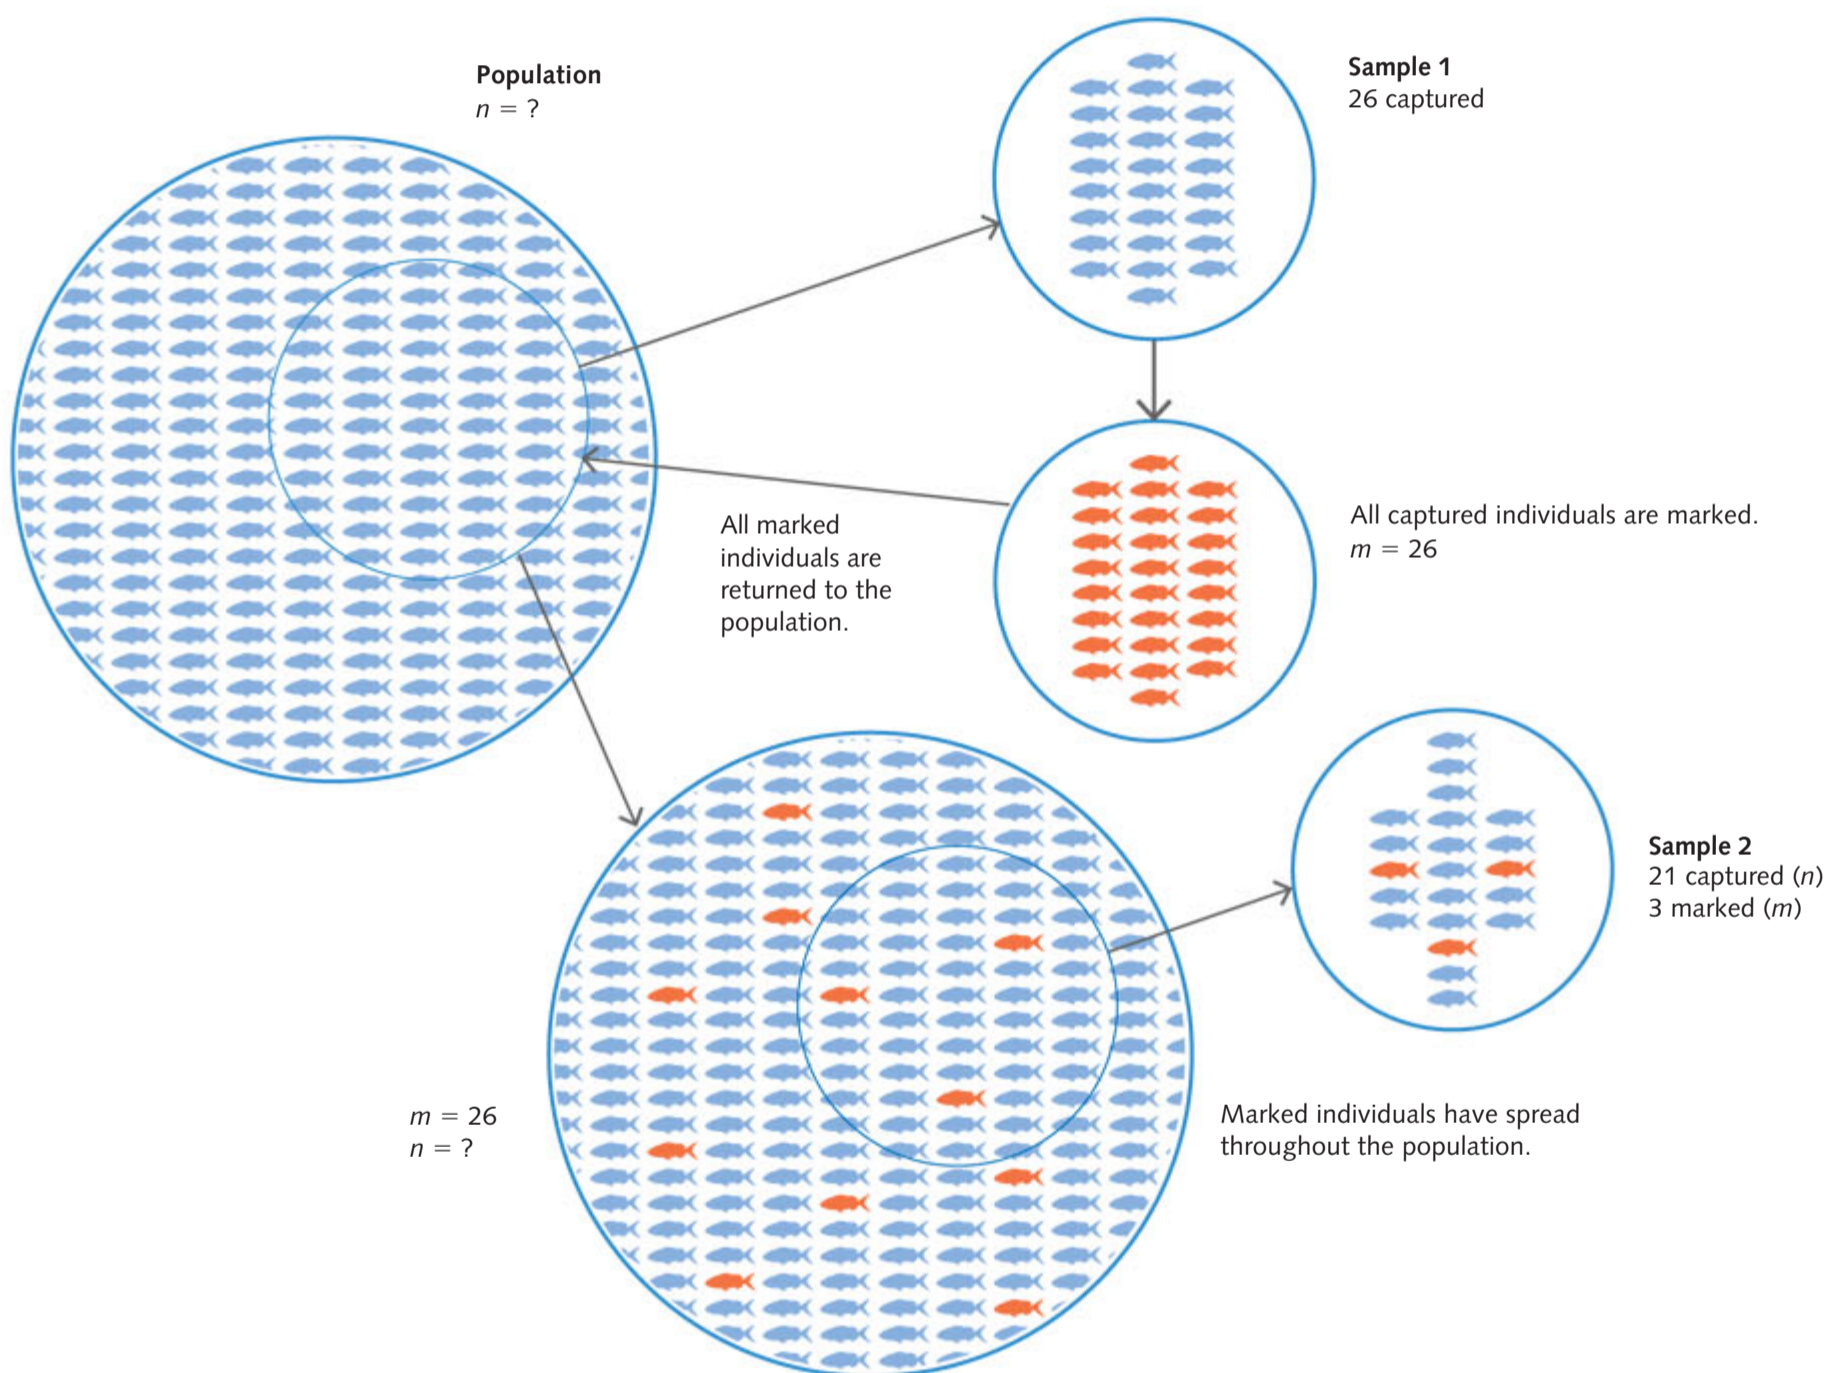 Population
n = ?
Sample 1
26 captured
All captured individuals are marked.
m = 26
All marked
individuals are
returned to the
population.
Sample 2
21 captured (n)
3 marked (m)
m = 26
n = ?
Marked individuals have spread
throughout the population.